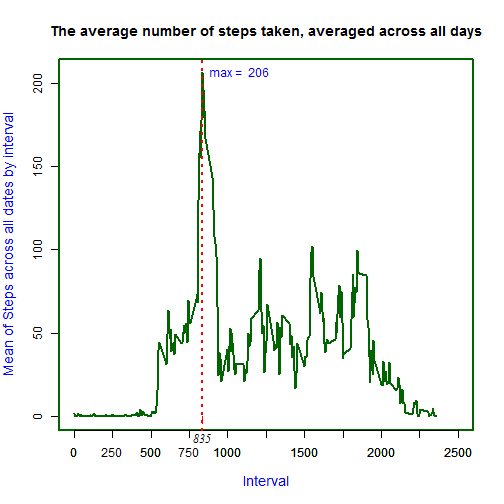 The average number of steps taken, averaged across all days
max = 206
Mean of Steps across all dates by interval
200
150
100
50
0
835
0 250 500 750 1000 1500 2000 2500
Interval